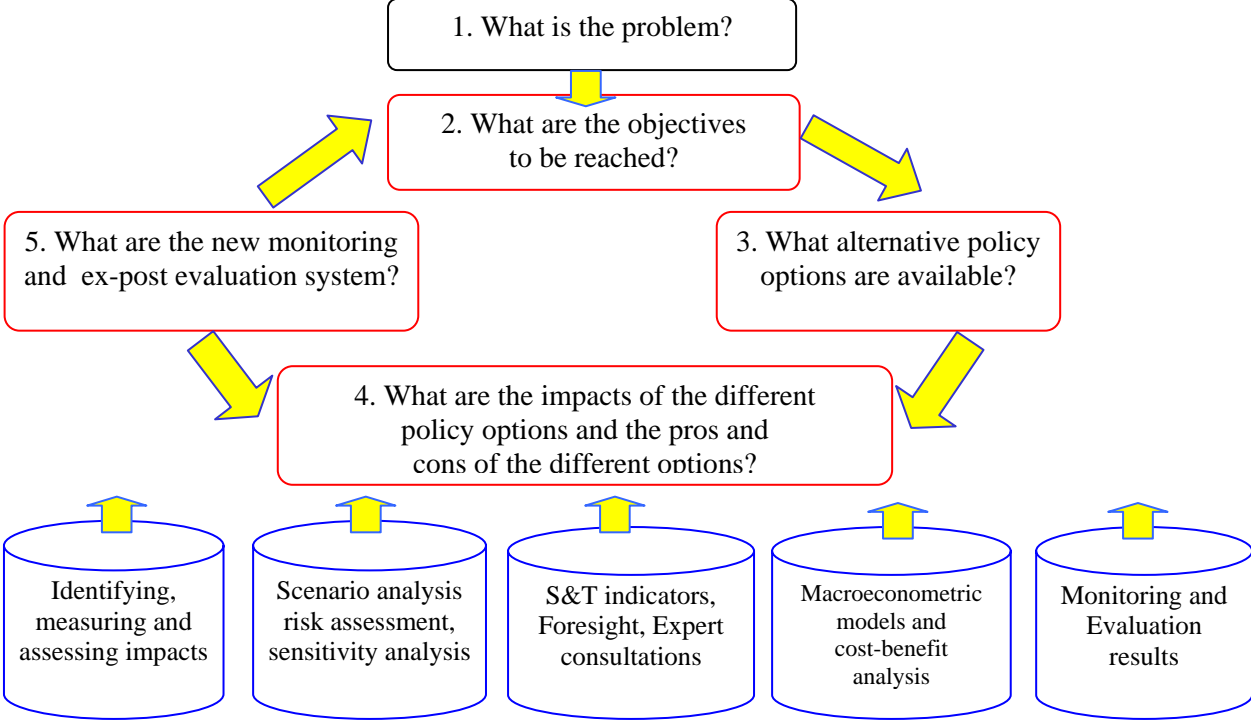 1. What is the problem?
2. What are the objectives
to be reached?
5. What are the new monitoring
and  ex-post evaluation system?
3. What alternative policy
options are available?
4. What are the impacts of the different
policy options and the pros and
cons of the different options?
Identifying,
measuring and
assessing impacts
Scenario analysis
risk assessment,
sensitivity analysis
S&T indicators,
Foresight, Expert
consultations
Macroeconometric
models and
cost-benefit
analysis
Monitoring and
Evaluation
results